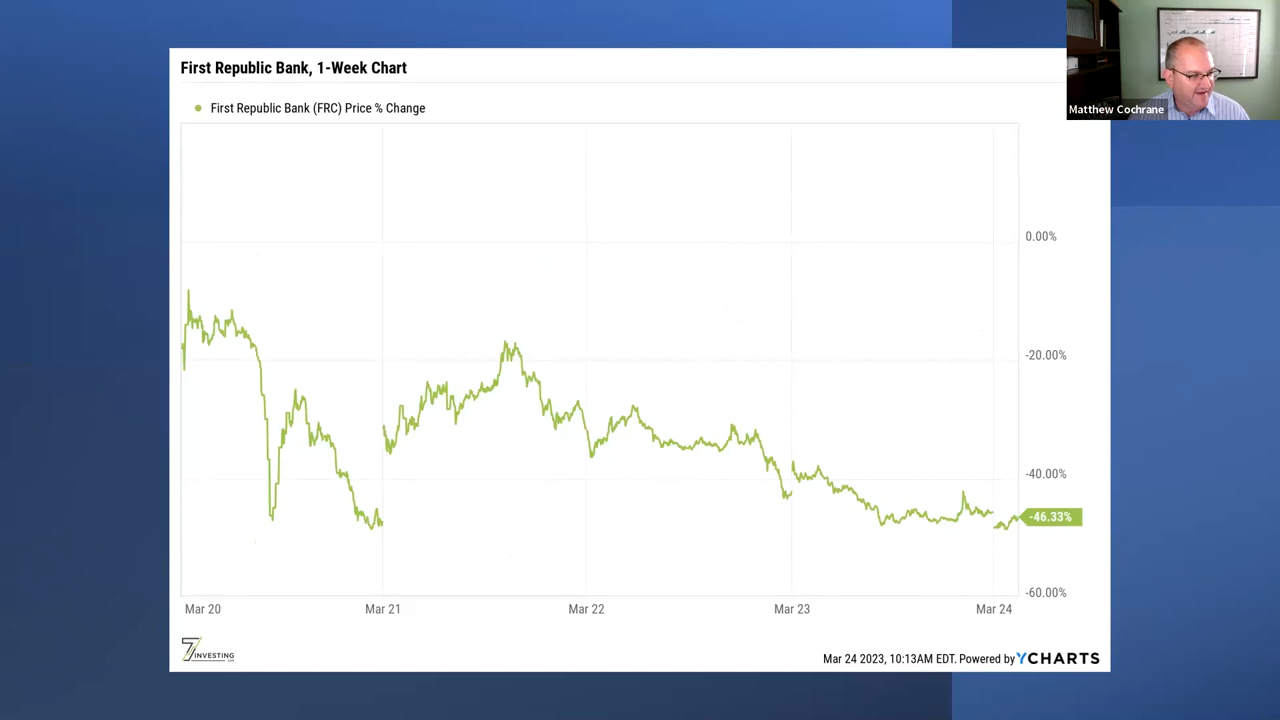 First Republic Bank, 1-Week Chart
First Republic Bank (FRC) Price % Change
Matthew Cochrane
0.00%
-20.00%
-40.00%
-46.33%
-60.00%
Mar 20 Mar 21 Mar 22 Mar 23 Mar 24
7INVESTING
Mar 24 2023, 10:13AM EDT. Powered by YCHARTS